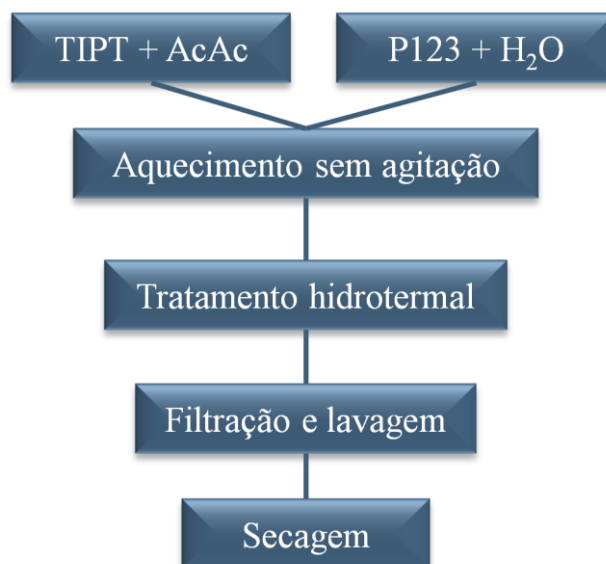 TIPT + AcAc
P123 + H₂O
Aquecimento sem agitação
Tratamento hidrotermal
Filtração e lavagem
Secagem